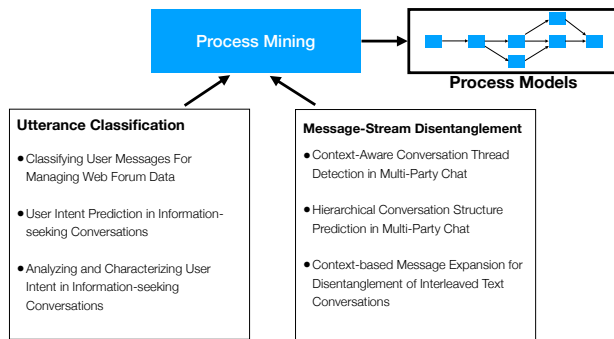 Process Mining
Process Models
Utterance Classification
●Classifying User Messages For
Managing Web Forum Data
●User Intent Prediction in Information-
seeking Conversations
●Analyzing and Characterizing User
Intent in Information-seeking
Conversations
Message-Stream Disentanglement
●Context-Aware Conversation Thread
Detection in Multi-Party Chat
●Hierarchical Conversation Structure
Prediction in Multi-Party Chat
●Context-based Message Expansion for
Disentanglement of Interleaved Text
Conversations